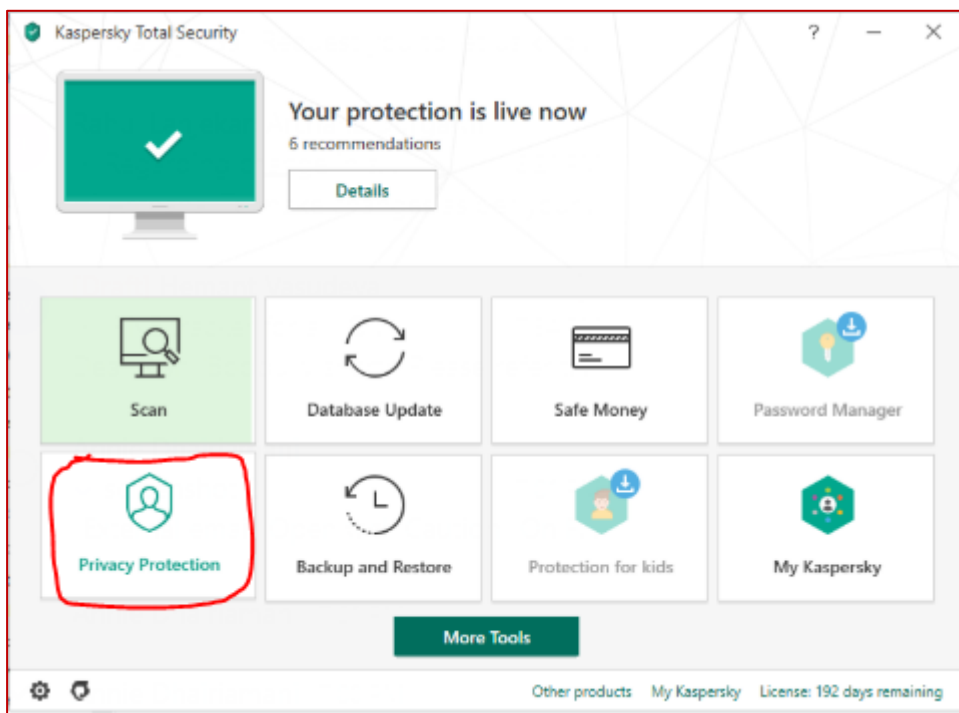 Kaspersky Total Security
?
Your protection is live now
6 recommendations
Details
Scan
Database Update
Safe Money
Password Manager
Privacy Protection
Backup and Restore
Protection for kids
My Kaspersky
More Tools
Other products My Kaspersky License: 192 days remaining